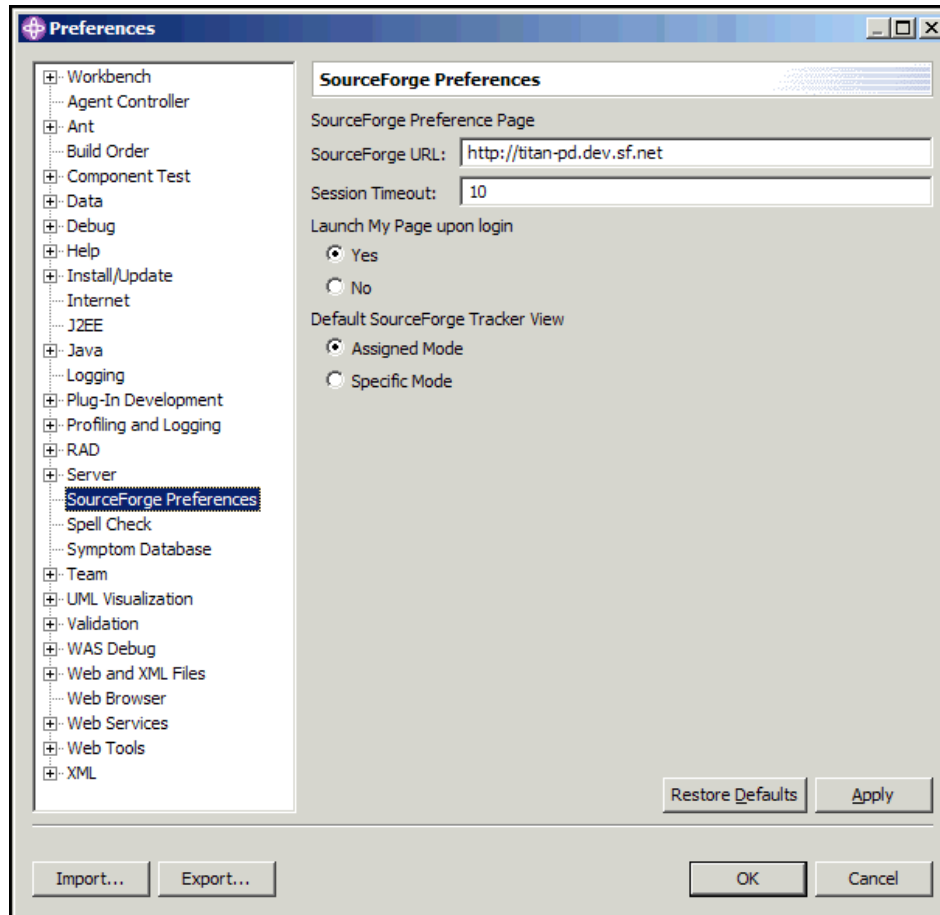 Preferences
Workbench
Agent Controller
Ant
Build Order
Component Test
Data
Debug
Help
Install/Update
Internet
J2EE
Java
Logging
Plug-In Development
Profiling and Logging
RAD
Server
SourceForge Preferences
Spell Check
Symptom Database
Team
UML Visualization
Validation
WAS Debug
Web and XML Files
Web Browser
Web Services
Web Tools
XML
SourceForge Preferences
SourceForge Preference Page
SourceForge URL: http://titan-pd.dev.sf.net
Session Timeout: 10
Launch My Page upon login
Yes
No
Default SourceForge Tracker View
Assigned Mode
Specific Mode
Restore Defaults Apply
Import... Export... OK Cancel